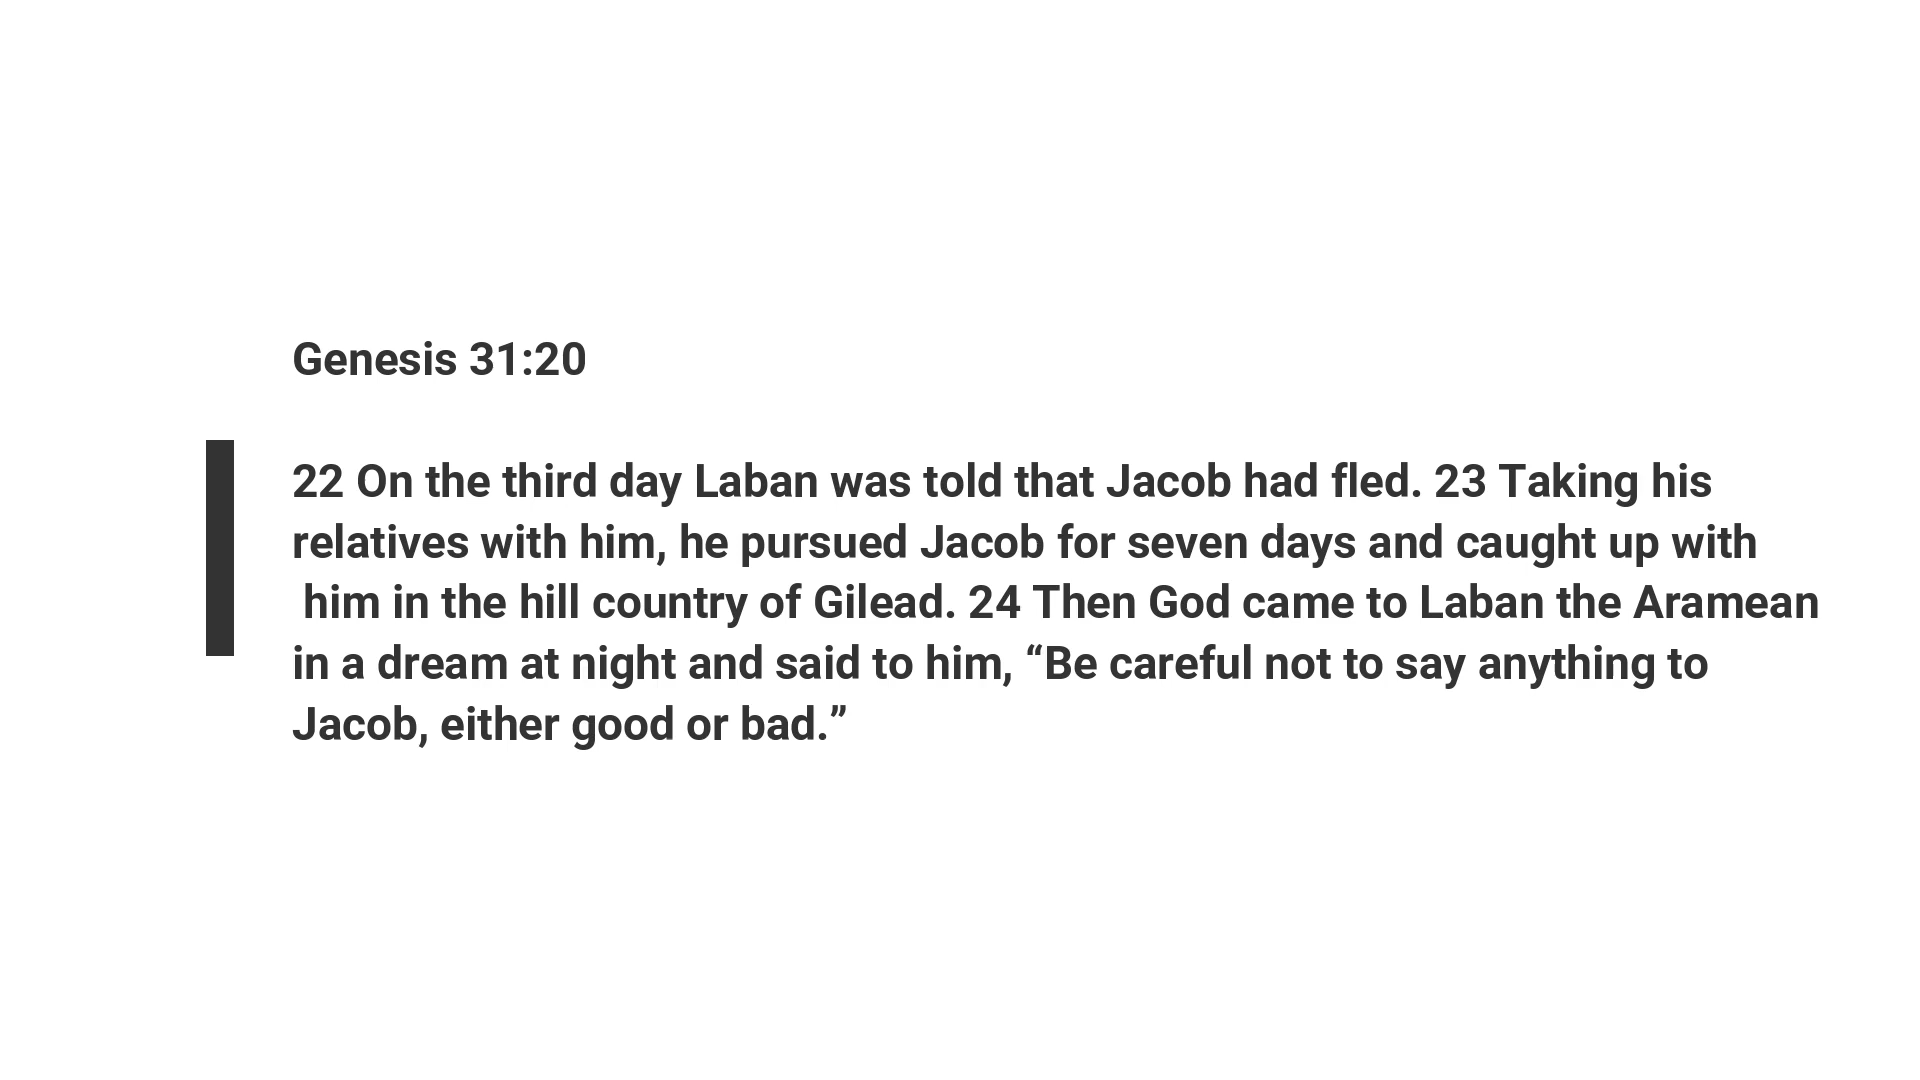 Genesis 31:20
22 On the third day Laban was told that Jacob had fled. 23 Taking his
relatives with him, he pursued Jacob for seven days and caught up with
him in the hill country of Gilead. 24 Then God came to Laban the Aramean
in a dream at night and said to him, “Be careful not to say anything to
Jacob, either good or bad.”